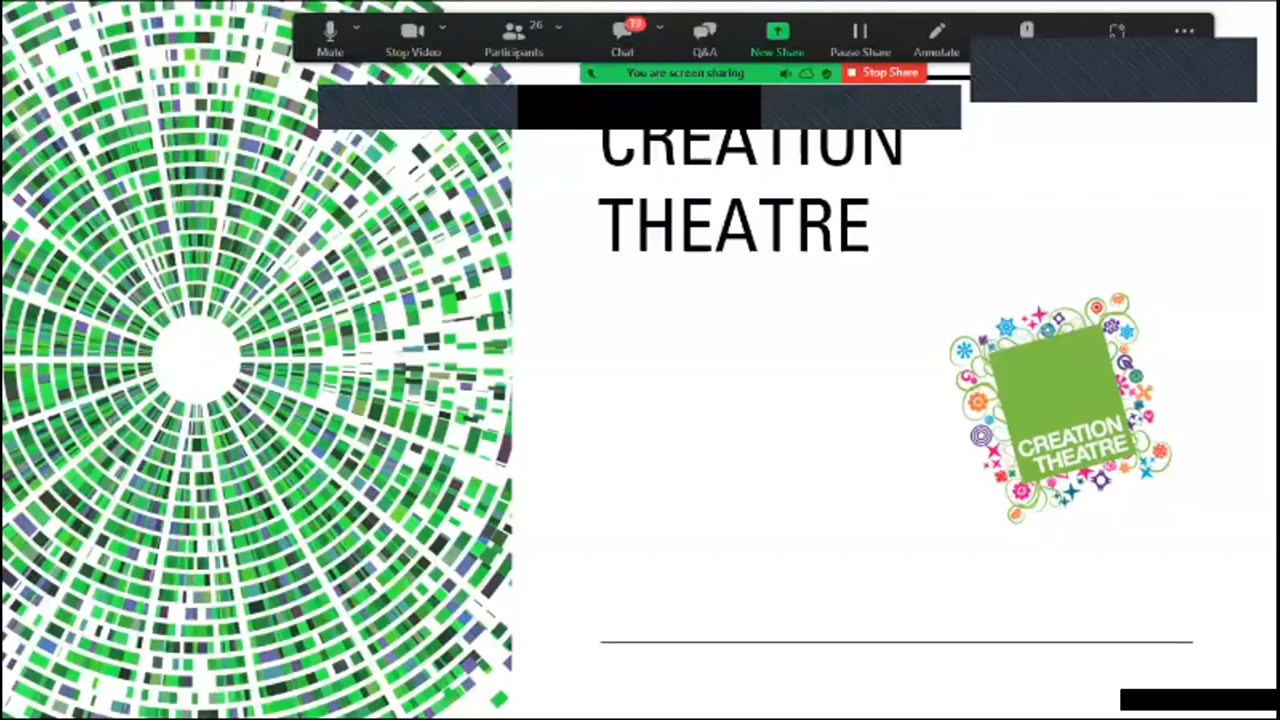 26
19
Mute
Stop Video
Participants
Chat
Q&A
New Share
Pause Share
Annotate
You are screen sharing
Stop Share
CREATION
THEATRE
CREATION
THEATRE